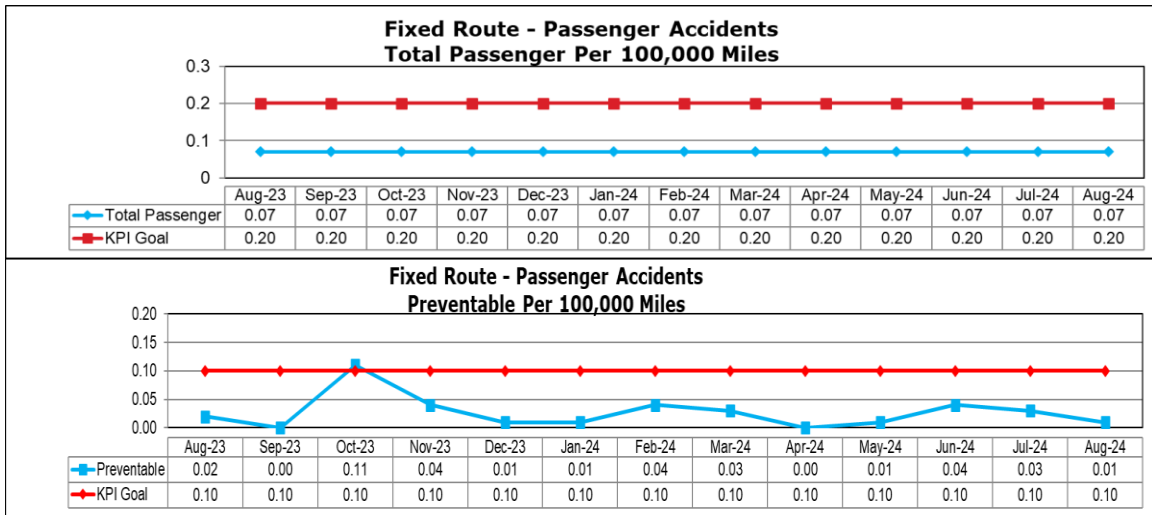 Fixed Route - Passenger Accidents
Total Passenger Per 100,000 Miles
0.3
0.2
0.1
0
Aug-23 Sep-23 Oct-23 Nov-23 Dec-23 Jan-24 Feb-24 Mar-24 Apr-24 May-24 Jun-24 Jul-24 Aug-24
Total Passenger 0.07 0.07 0.07 0.07 0.07 0.07 0.07 0.07 0.07 0.07 0.07 0.07 0.07
KPI Goal 0.20 0.20 0.20 0.20 0.20 0.20 0.20 0.20 0.20 0.20 0.20 0.20 0.20
Fixed Route - Passenger Accidents
Preventable Per 100,000 Miles
0.20
0.15
0.10
0.05
0.00
Aug-23 Sep-23 Oct-23 Nov-23 Dec-23 Jan-24 Feb-24 Mar-24 Apr-24 May-24 Jun-24 Jul-24 Aug-24
Preventable 0.02 0.00 0.11 0.04 0.01 0.01 0.04 0.03 0.00 0.01 0.04 0.03 0.01
KPI Goal 0.10 0.10 0.10 0.10 0.10 0.10 0.10 0.10 0.10 0.10 0.10 0.10 0.10